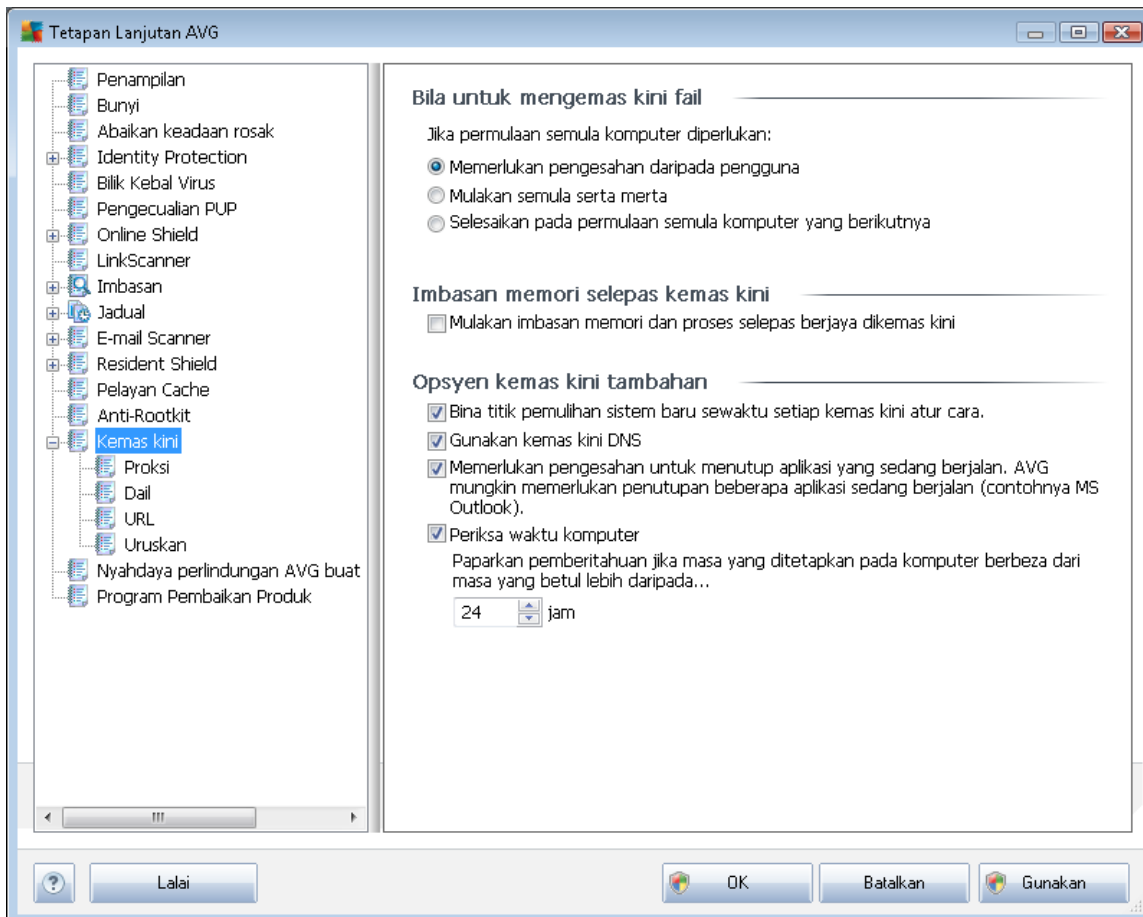 Tetapan Lanjutan AVG
Penampilan
Bunyi
Abaikan keadaan rosak
Identity Protection
Bilik Kebal Virus
Pengecualian PUP
Online Shield
LinkScanner
Imbasan
Jadual
E-mail Scanner
Resident Shield
Pelayan Cache
Anti-Rootkit
Kemas kini
Proksi
Dail
URL
Uruskan
Nyahdaya perlindungan AVG buat
Program Pembaikan Produk
Bila untuk mengemas kini fail
Jika permulaan semula komputer diperlukan:
Memerlukan pengesahan daripada pengguna
Mulakan semula serta merta
Selesaikan pada permulaan semula komputer yang berikutnya
Imbasan memori selepas kemas kini
Mulakan imbasan memori dan proses selepas berjaya dikemas kini
Opsyen kemas kini tambahan
Bina titik pemulihan sistem baru sewaktu setiap kemas kini atur cara.
Gunakan kemas kini DNS
Memerlukan pengesahan untuk menutup aplikasi yang sedang berjalan. AVG
mungkin memerlukan penutupan beberapa aplikasi sedang berjalan (contohnya MS
Outlook).
Periksa waktu komputer
Paparkan pemberitahuan jika masa yang ditetapkan pada komputer berbeza dari
masa yang betul lebih daripada...
24 jam
? Lalai OK Batalkan Gunakan